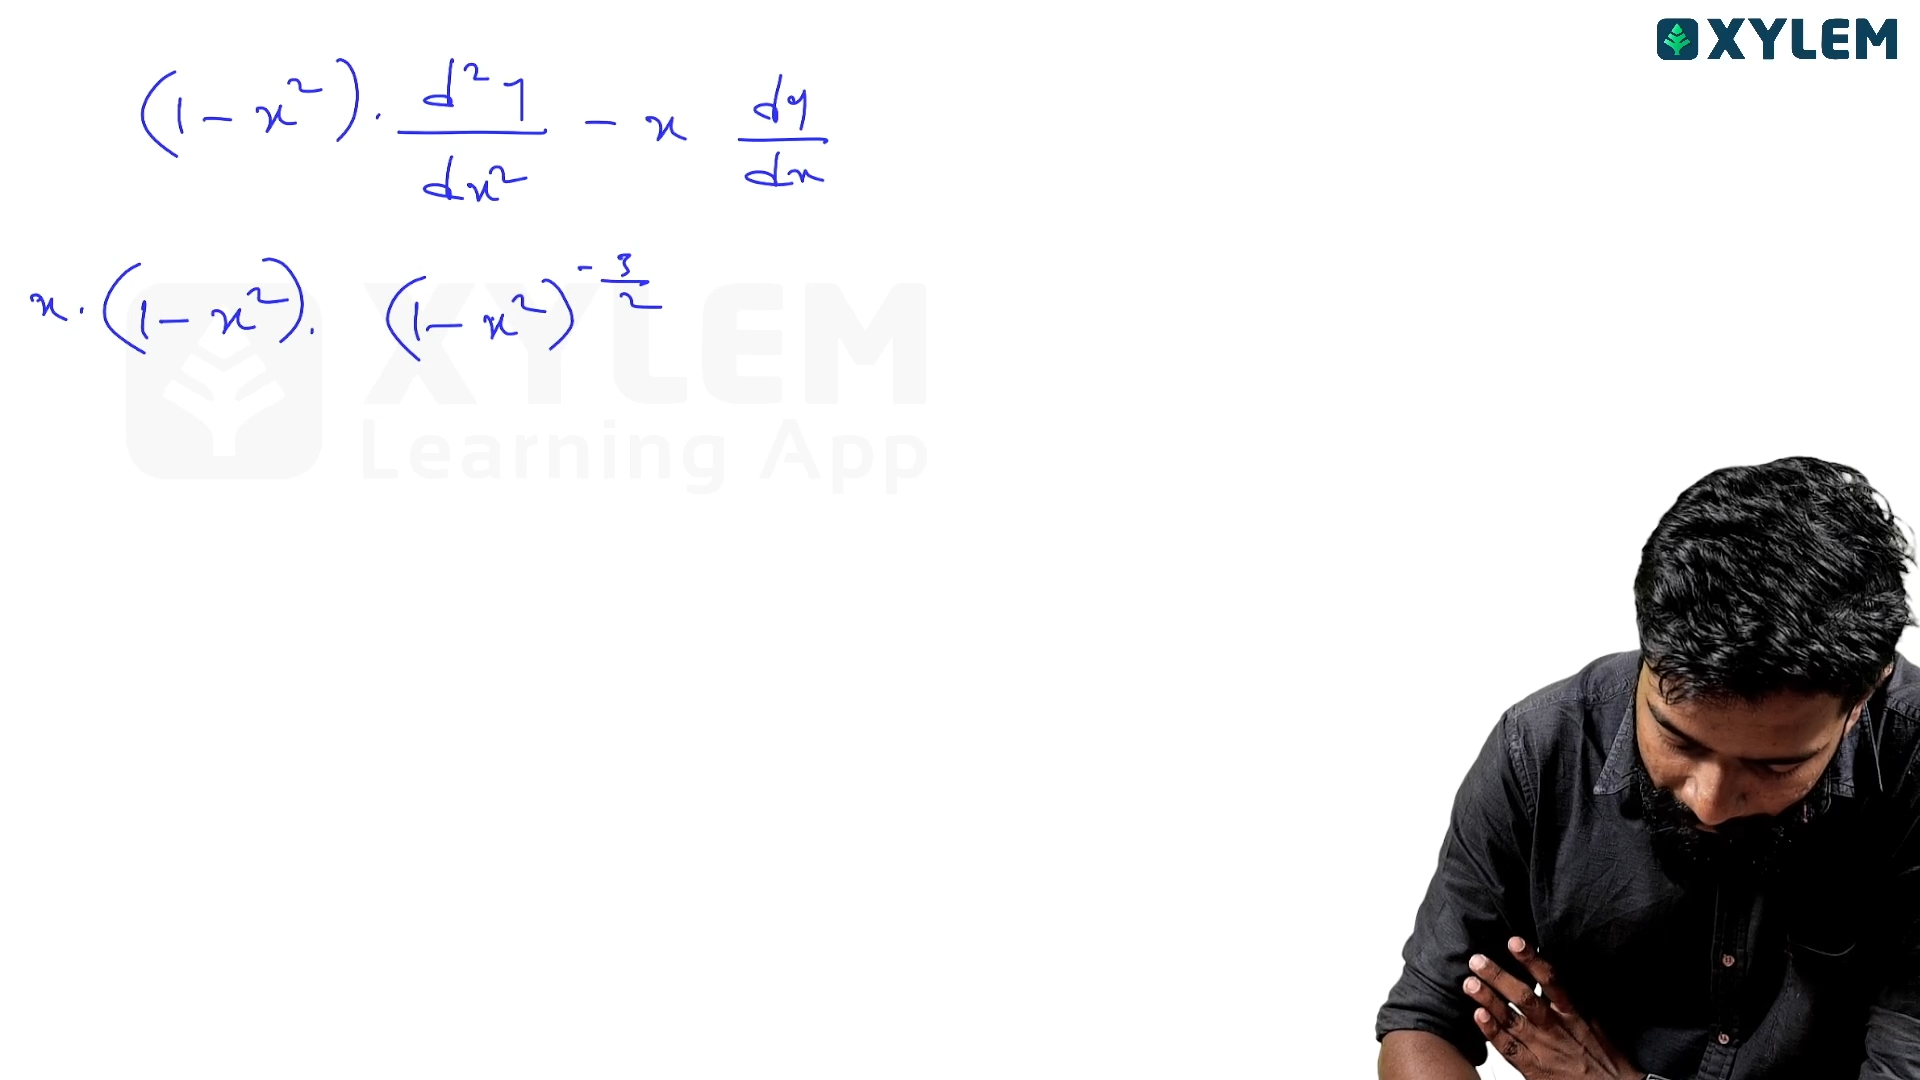 XYLEM
(1 - x²) · d²y/dx² - x dy/dx
x · (1 - x²) · (1 - x²)^(-3/2)
XYLEM
Learning App